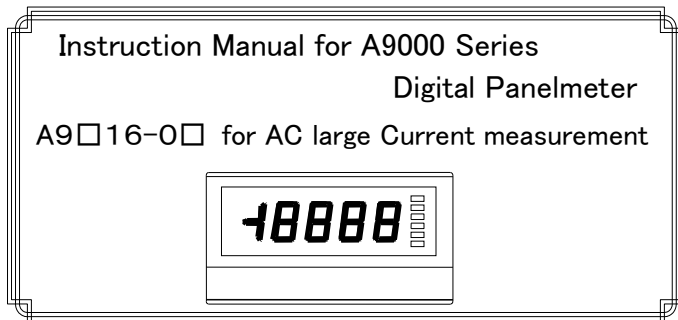 Instruction Manual for A9000 Series
Digital Panelmeter
A9□16-0□ for AC large Current measurement
-18888